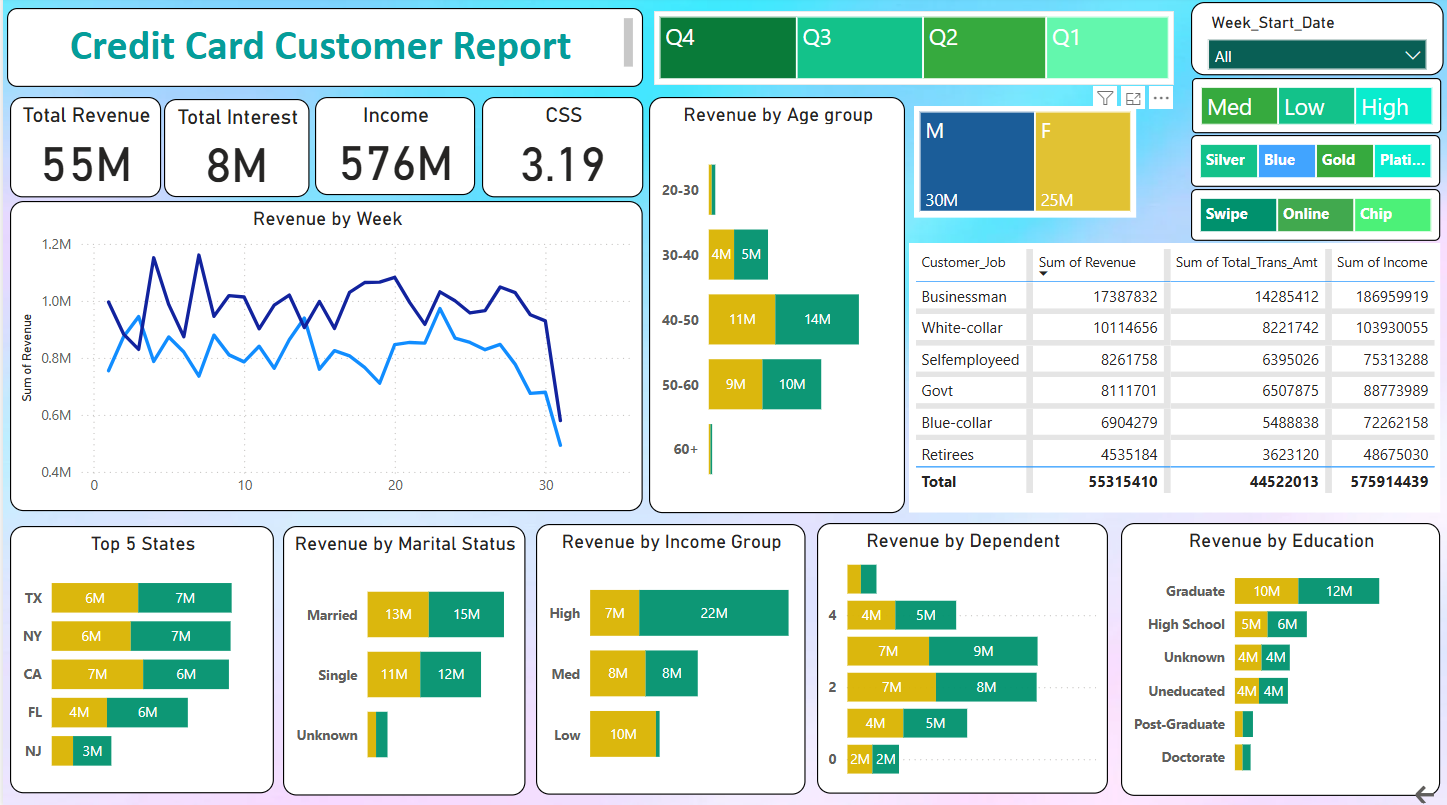 Credit Card Customer Report
Q4 Q3 Q2 Q1
Week_Start_Date
All
Med Low High
Silver Blue Gold Plati...
Swipe Online Chip
Total Revenue
55M
Total Interest
8M
Income
576M
CSS
3.19
Revenue by Week
Sum of Revenue
1.2M
1.0M
0.8M
0.6M
0.4M
0 10 20 30
Revenue by Age group
20-30
30-40 4M 5M
40-50 11M 14M
50-60 9M 10M
60+
M F
30M 25M
Customer_Job Sum of Revenue Sum of Total_Trans_Amt Sum of Income
Businessman 17387832 14285412 186959919
White-collar 10114656 8221742 103930055
Selfemployeed 8261758 6395026 75313288
Govt 8111701 6507875 88773989
Blue-collar 6904279 5488838 72262158
Retirees 4535184 3623120 48675030
Total 55315410 44522013 575914439
Top 5 States
TX 6M 7M
NY 6M 7M
CA 7M 6M
FL 4M 6M
NJ 3M
Revenue by Marital Status
Married 13M 15M
Single 11M 12M
Unknown
Revenue by Income Group
High 7M 22M
Med 8M 8M
Low 10M
Revenue by Dependent
4 4M 5M
7M 9M
2 7M 8M
4M 5M
0 2M 2M
Revenue by Education
Graduate 10M 12M
High School 5M 6M
Unknown 4M 4M
Uneducated 4M 4M
Post-Graduate
Doctorate